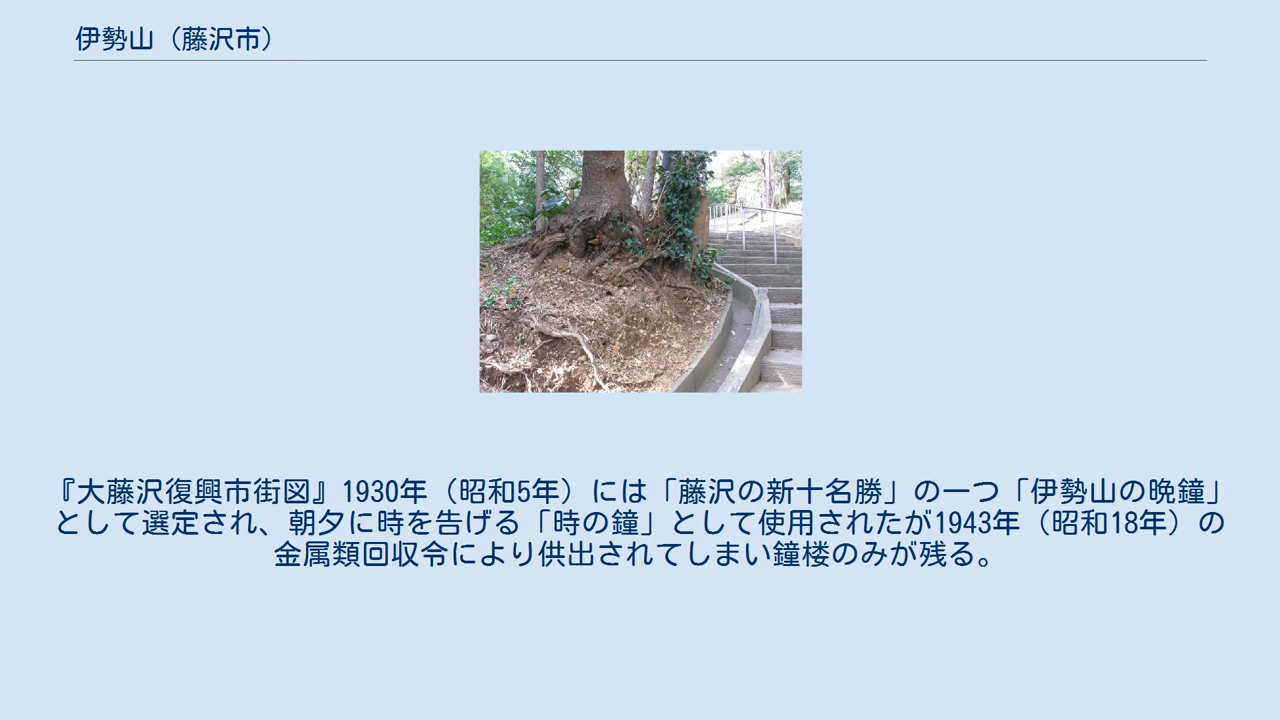 伊勢山（藤沢市）
『大藤沢復興市街図』1930年（昭和5年）には「藤沢の新十名勝」の一つ「伊勢山の晩鐘」
として選定され、朝夕に時を告げる「時の鐘」として使用されたが1943年（昭和18年）の
金属類回収令により供出されてしまい鐘楼のみが残る。